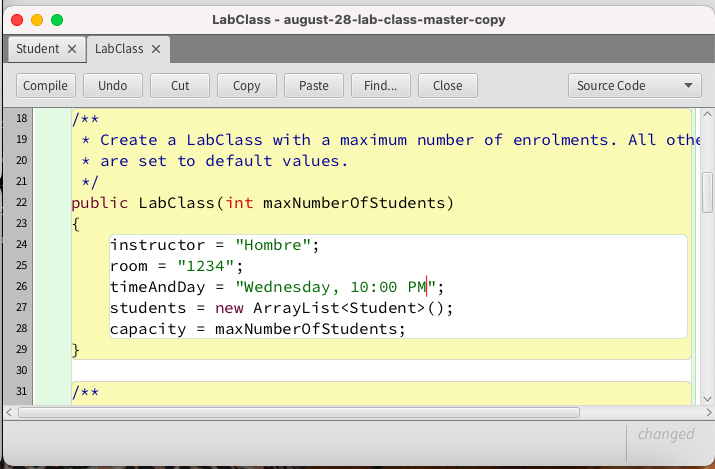 LabClass - august-28-lab-class-master-copy
Student × LabClass ×
Compile Undo Cut Copy Paste Find... Close Source Code
18 /**
19 * Create a LabClass with a maximum number of enrolments. All othe
20 * are set to default values.
21 */
22 public LabClass(int maxNumberOfStudents)
23 {
24 instructor = "Hombre";
25 room = "1234";
26 timeAndDay = "Wednesday, 10:00 PM";
27 students = new ArrayList<Student>();
28 capacity = maxNumberOfStudents;
29 }
30
31 /**
changed